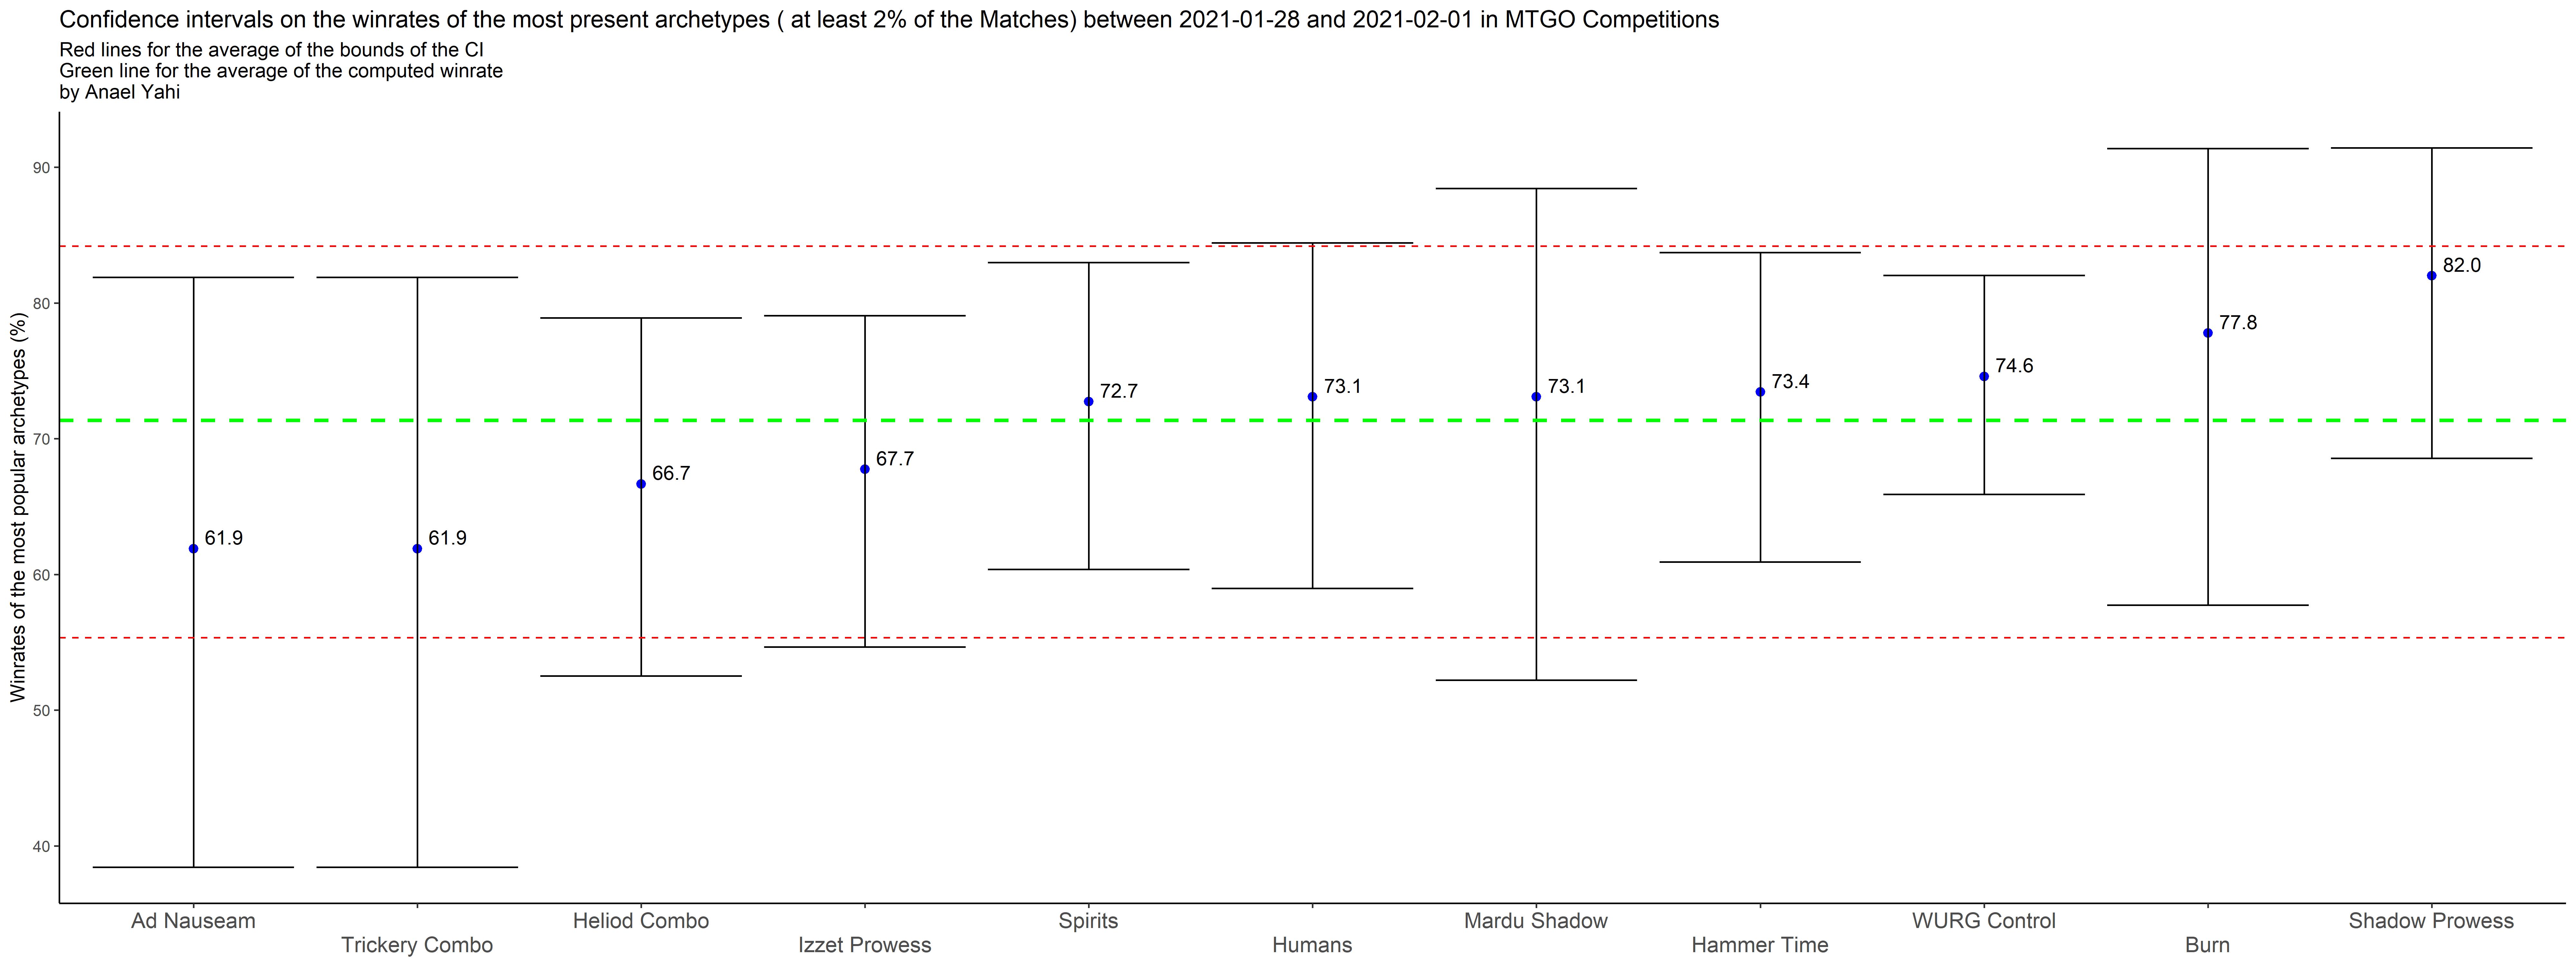 Confidence intervals on the winrates of the most present archetypes ( at least 2% of the Matches) between 2021-01-28 and 2021-02-01 in MTGO Competitions
Red lines for the average of the bounds of the CI
Green line for the average of the computed winrate
by Anael Yahi
Winrates of the most popular archetypes (%)
90
80
70
60
50
40
61.9
61.9
66.7
67.7
72.7
73.1
73.1
73.4
74.6
77.8
82.0
Ad Nauseam
Trickery Combo
Heliod Combo
Izzet Prowess
Spirits
Humans
Mardu Shadow
Hammer Time
WURG Control
Burn
Shadow Prowess